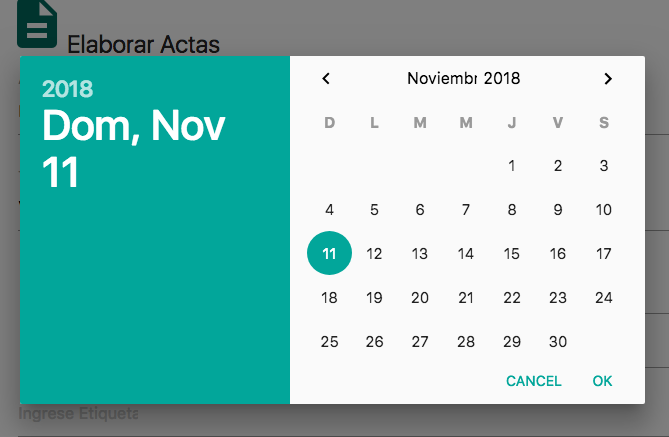 Elaborar Actas
2018
Dom, Nov
11
Noviembr 2018
D L M M J V S
1 2 3
4 5 6 7 8 9 10
11 12 13 14 15 16 17
18 19 20 21 22 23 24
25 26 27 28 29 30
CANCEL OK
Ingrese Etiqueta